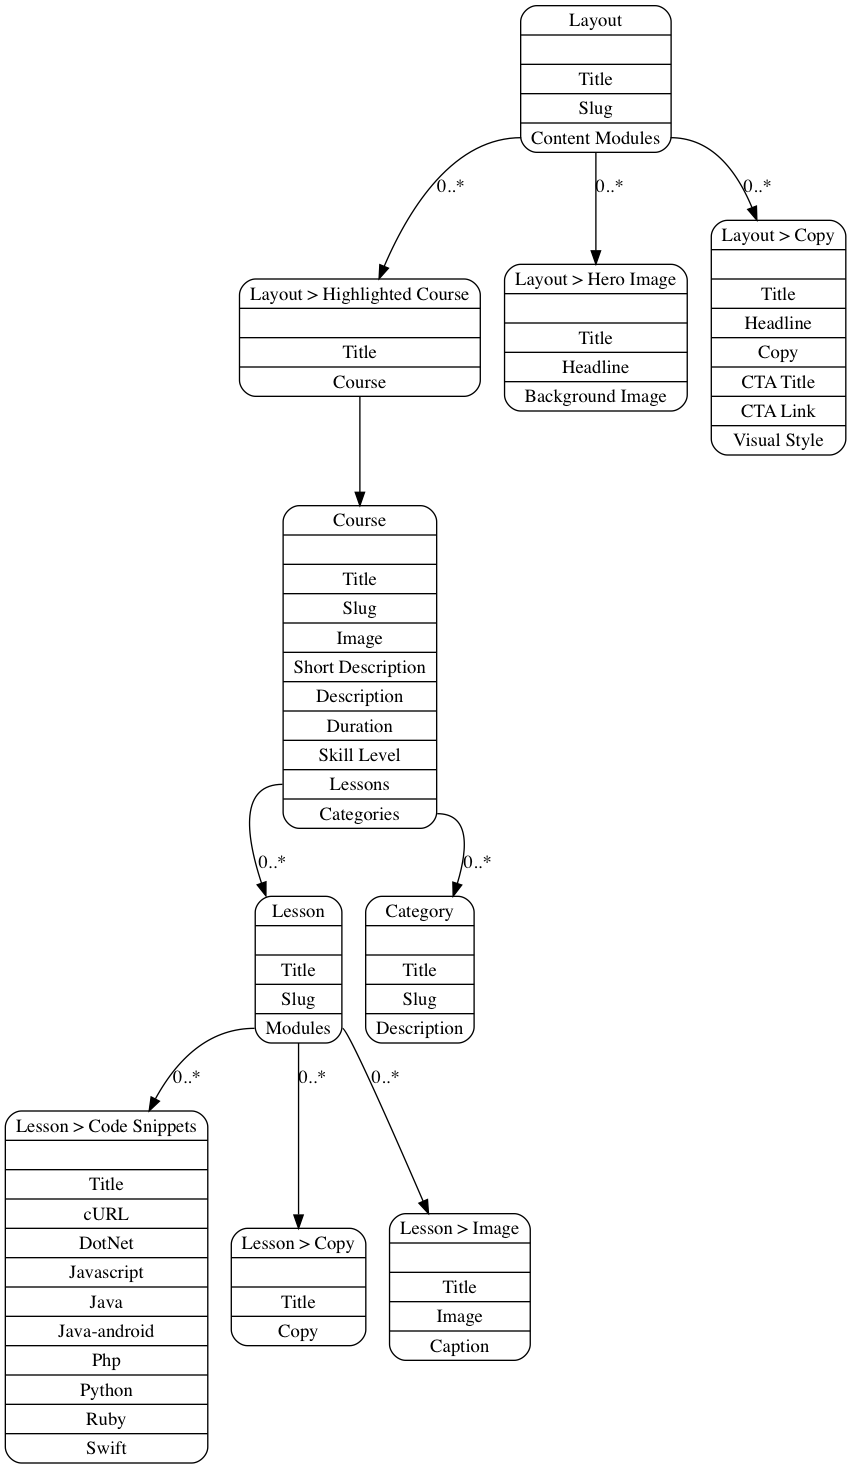 Layout
Title
Slug
Content Modules
0..*
0..*
0..*
Layout > Highlighted Course
Title
Course
Layout > Hero Image
Title
Headline
Background Image
Layout > Copy
Title
Headline
Copy
CTA Title
CTA Link
Visual Style
Course
Title
Slug
Image
Short Description
Description
Duration
Skill Level
Lessons
Categories
0..*
0..*
Lesson
Title
Slug
Modules
Category
Title
Slug
Description
0..*
0..*
0..*
Lesson > Code Snippets
Title
cURL
DotNet
Javascript
Java
Java-android
Php
Python
Ruby
Swift
Lesson > Copy
Title
Copy
Lesson > Image
Title
Image
Caption